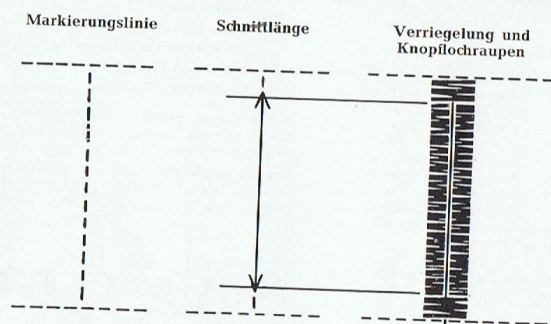 Markierungslinie
Schnittlänge
Verriegelung und
Knopflochraupen